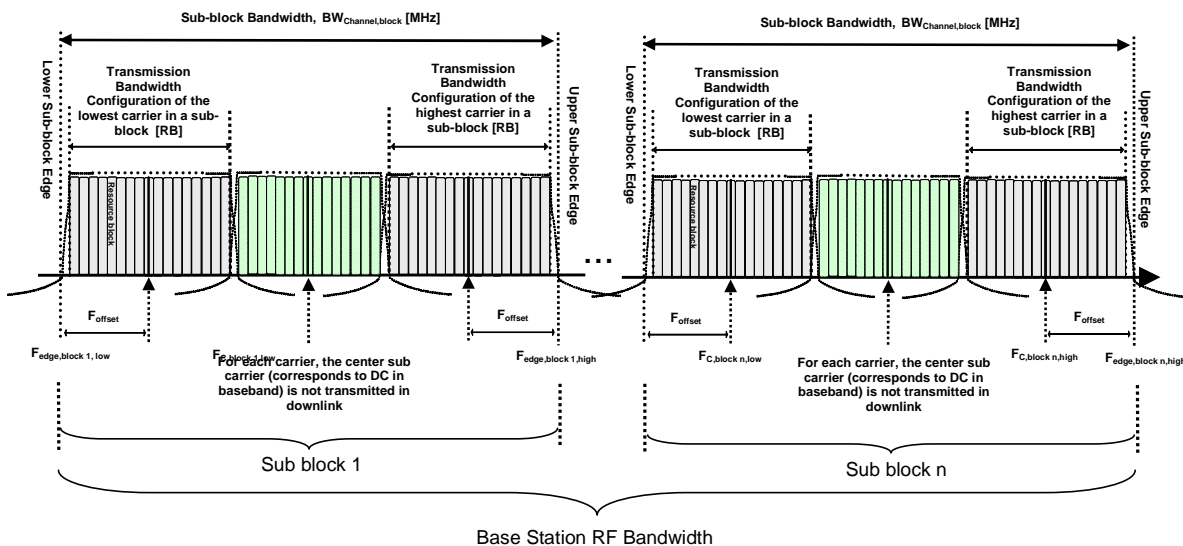 Sub-block Bandwidth, BWChannel,block [MHz]
Sub-block Bandwidth, BWChannel,block [MHz]
Lower Sub-block Edge
Transmission
Bandwidth
Configuration of the
lowest carrier in a sub-
block [RB]
Transmission
Bandwidth
Configuration of the
highest carrier in a
sub-block [RB]
Upper Sub-block Edge
Lower Sub-block Edge
Transmission
Bandwidth
Configuration of the
lowest carrier in a
sub-block [RB]
Transmission
Bandwidth
Configuration of the
highest carrier in a
sub-block [RB]
Upper Sub-block Edge
Resource block
Resource block
...
Foffset
Foffset
Foffset
Foffset
Fedge,block 1, low
FC,block 1,low
Fedge,block 1,high
FC,block n,low
FC,block n,high
Fedge,block n,high
For each carrier, the center sub
carrier (corresponds to DC in
baseband) is not transmitted in
downlink
For each carrier, the center sub
carrier (corresponds to DC in
baseband) is not transmitted in
downlink
Sub block 1
Sub block n
Base Station RF Bandwidth